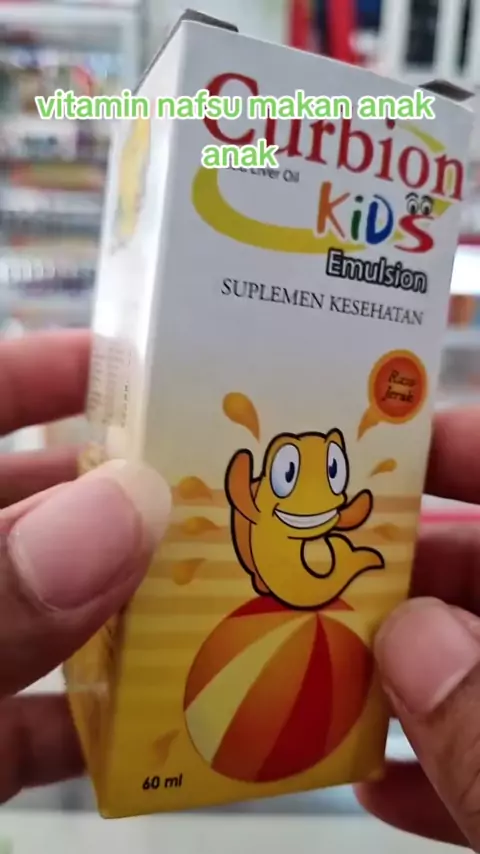 vitamin nafsu makan anak
anak
Curbion
Liver Oil
KiDS
Emulsion
SUPLEMEN KESEHATAN
Rasa
Jeruk
60 ml